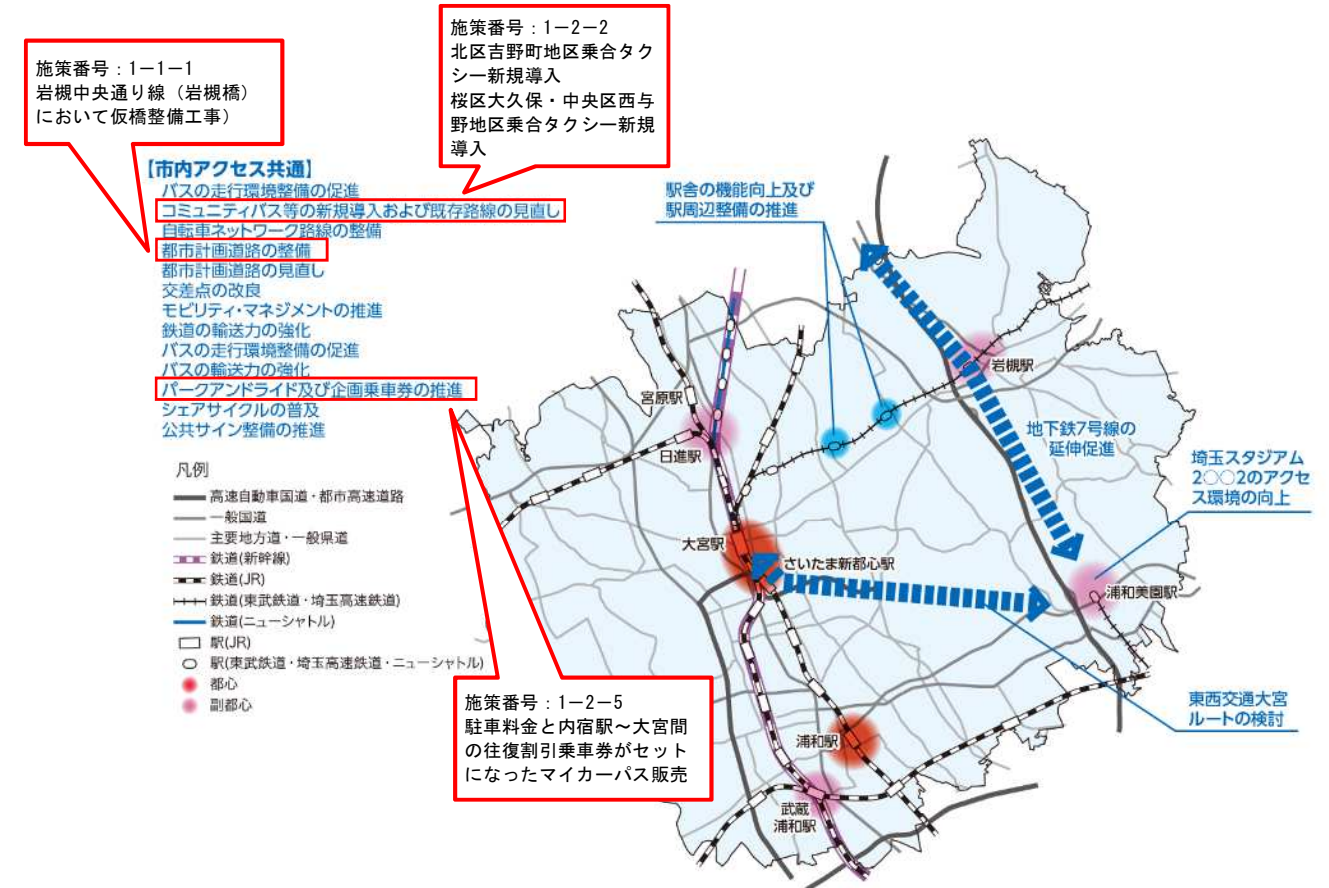 施策番号：1－1－1
岩槻中央通り線（岩槻橋）
において仮橋整備工事）
施策番号：1－2－2
北区吉野町地区乗合タク
シー新規導入
桜区大久保・中央区西与
野地区乗合タクシー新規
導入
【市内アクセス共通】
バスの走行環境整備の促進
コミュニティバス等の新規導入および既存路線の見直し
自転車ネットワーク路線の整備
都市計画道路の整備
都市計画道路の見直し
交差点の改良
モビリティ・マネジメントの推進
鉄道の輸送力の強化
バスの走行環境整備の促進
バスの輸送力の強化
パークアンドライド及び企画乗車券の推進
シェアサイクルの普及
公共サイン整備の推進
凡例
高速自動車国道・都市高速道路
一般国道
主要地方道・一般県道
鉄道(新幹線)
鉄道(JR)
鉄道(東武鉄道・埼玉高速鉄道)
鉄道(ニューシャトル)
駅(JR)
駅(東武鉄道・埼玉高速鉄道・ニューシャトル)
都心
副都心
施策番号：1－2－5
駐車料金と内宿駅～大宮間
の往復割引乗車券がセット
になったマイカーパス販売
駅舎の機能向上及び
駅周辺整備の推進
岩槻駅
宮原駅
日進駅
地下鉄7号線の
延伸促進
埼玉スタジアム
2○○2のアクセ
ス環境の向上
大宮駅
さいたま新都心駅
浦和美園駅
東西交通大宮
ルートの検討
浦和駅
武蔵
浦和駅